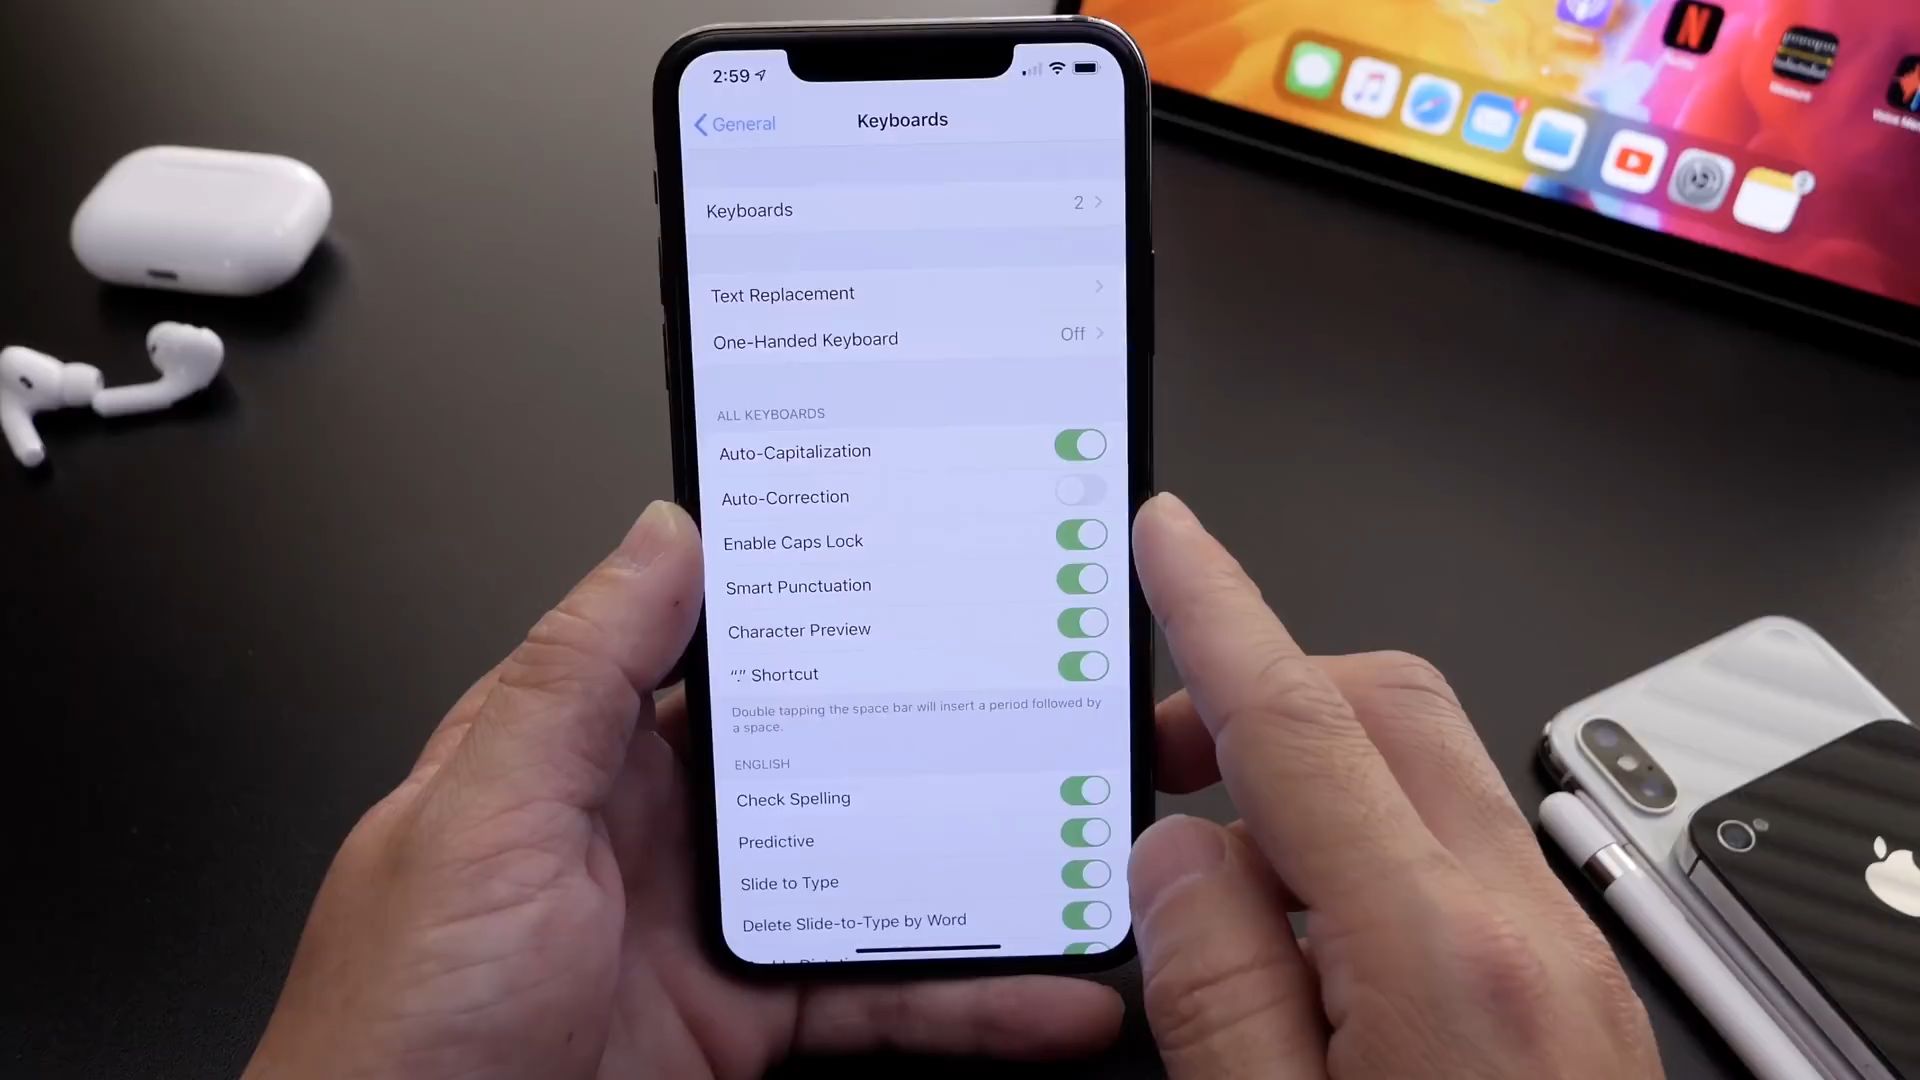 2:59
General
Keyboards
Keyboards 2
Text Replacement
One-Handed Keyboard Off
ALL KEYBOARDS
Auto-Capitalization
Auto-Correction
Enable Caps Lock
Smart Punctuation
Character Preview
“.” Shortcut
Double tapping the space bar will insert a period followed by
a space.
ENGLISH
Check Spelling
Predictive
Slide to Type
Delete Slide-to-Type by Word
N
Measure